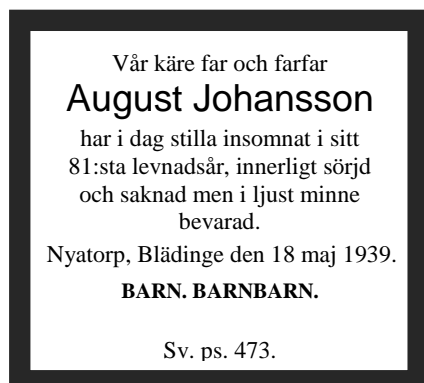 Vår käre far och farfar
August Johansson
har i dag stilla insomnat i sitt
81:sta levnadsår, innerligt sörjd
och saknad men i ljust minne
bevarad.
Nyatorp, Blädinge den 18 maj 1939.
BARN. BARNBARN.
Sv. ps. 473.